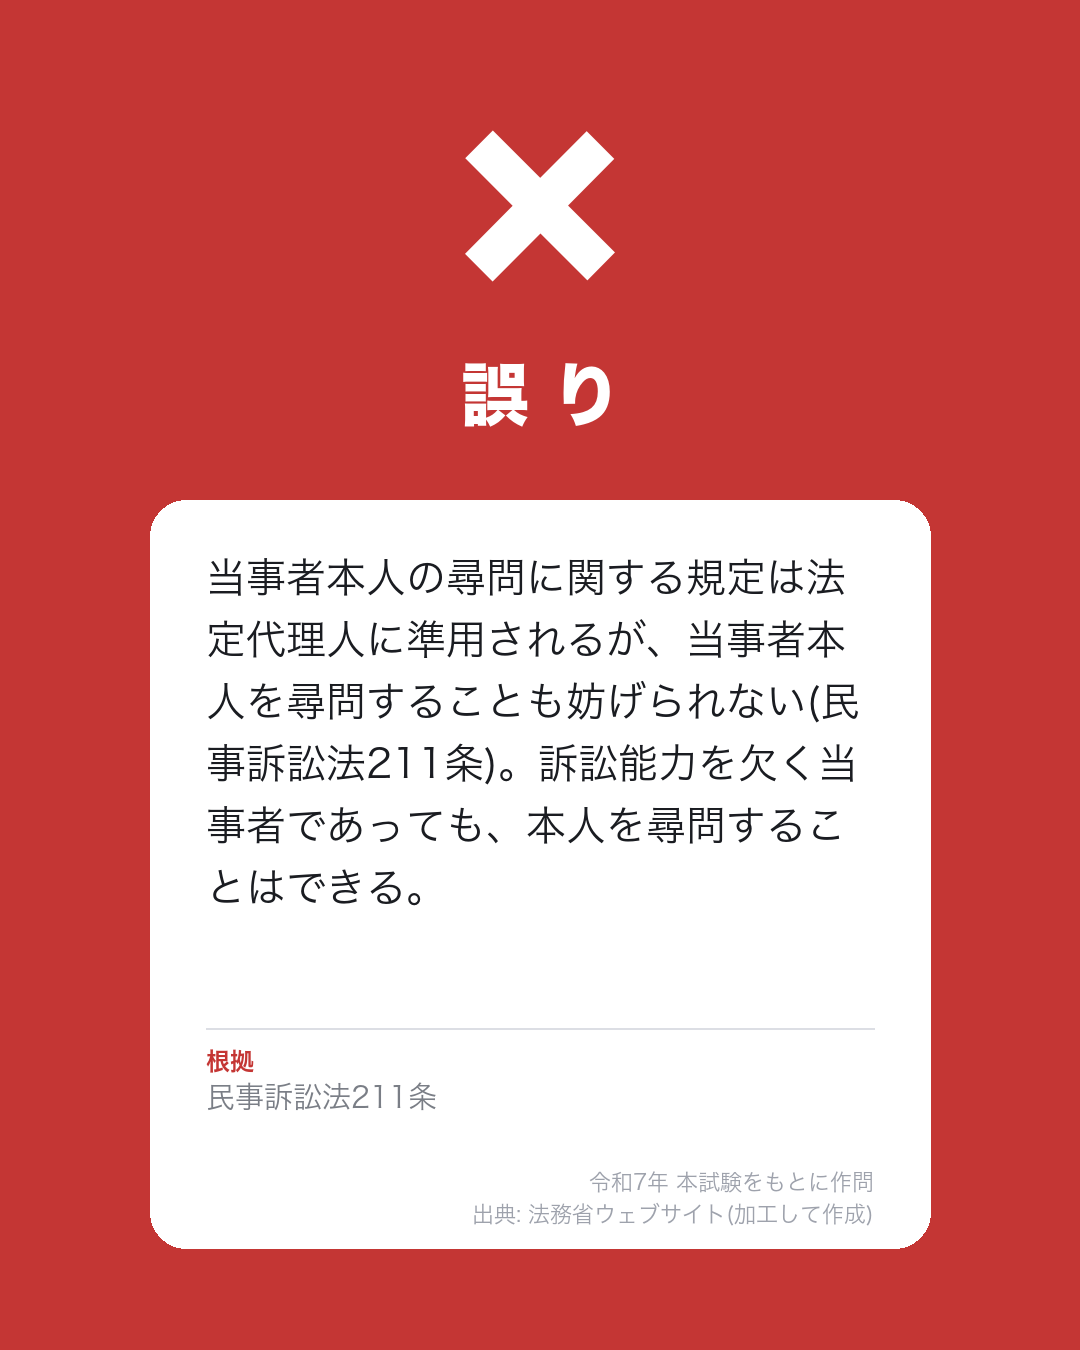 誤り
当事者本人の尋問に関する規定は法
定代理人に準用されるが、当事者本
人を尋問することも妨げられない(民
事訴訟法211条)。訴訟能力を欠く当
事者であっても、本人を尋問するこ
とはできる。
根拠
民事訴訟法211条
令和7年 本試験をもとに作問
出典: 法務省ウェブサイト(加工して作成)